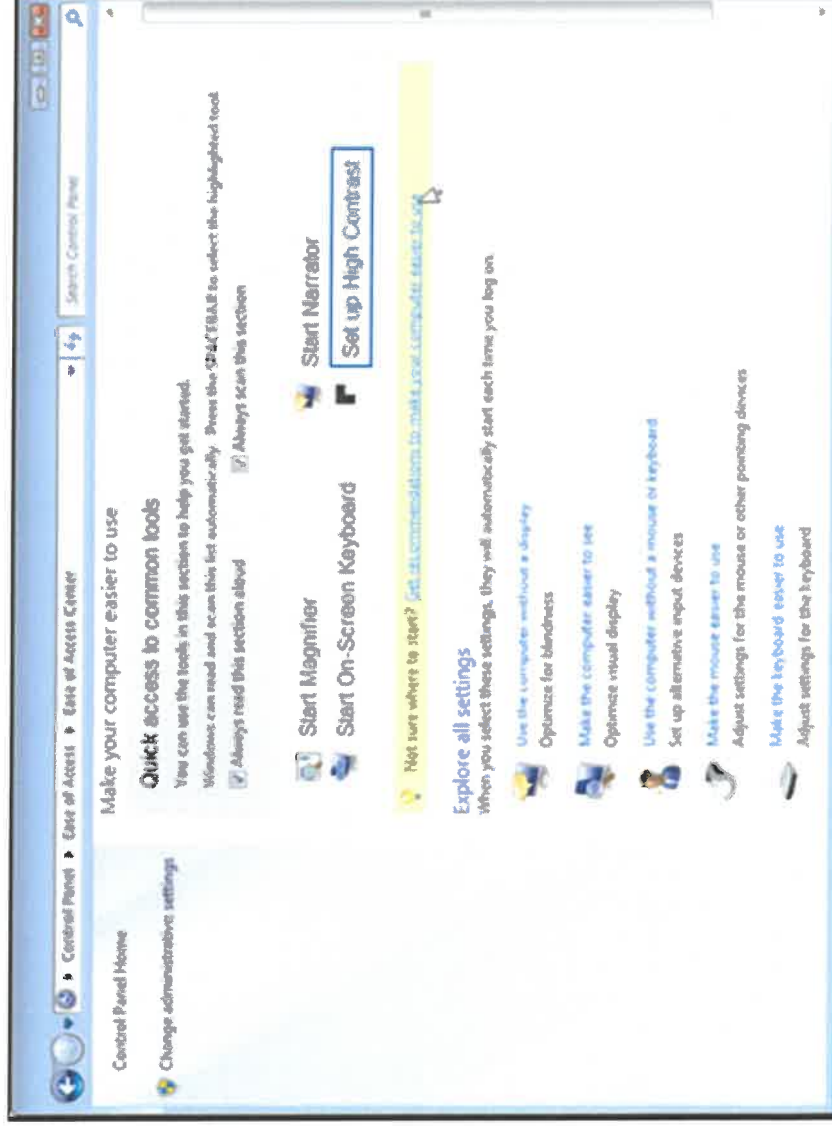 Control Panel ▸ Ease of Access ▸ Ease of Access Center
Search Control Panel
Control Panel Home
Change administrative settings
Make your computer easier to use
Quick access to common tools
You can use the tools in this section to help you get started.
Windows can read and scan this list automatically. Press the SPACEBAR to select the highlighted tool.
Always read this section aloud
Always scan this section
Start Magnifier
Start Narrator
Start On-Screen Keyboard
Set up High Contrast
Not sure where to start? Get recommendations to make your computer easier to use
Explore all settings
When you select these settings, they will automatically start each time you log on.
Use the computer without a display
Optimize for blindness
Make the computer easier to see
Optimize visual display
Use the computer without a mouse or keyboard
Set up alternative input devices
Make the mouse easier to use
Adjust settings for the mouse or other pointing devices
Make the keyboard easier to use
Adjust settings for the keyboard